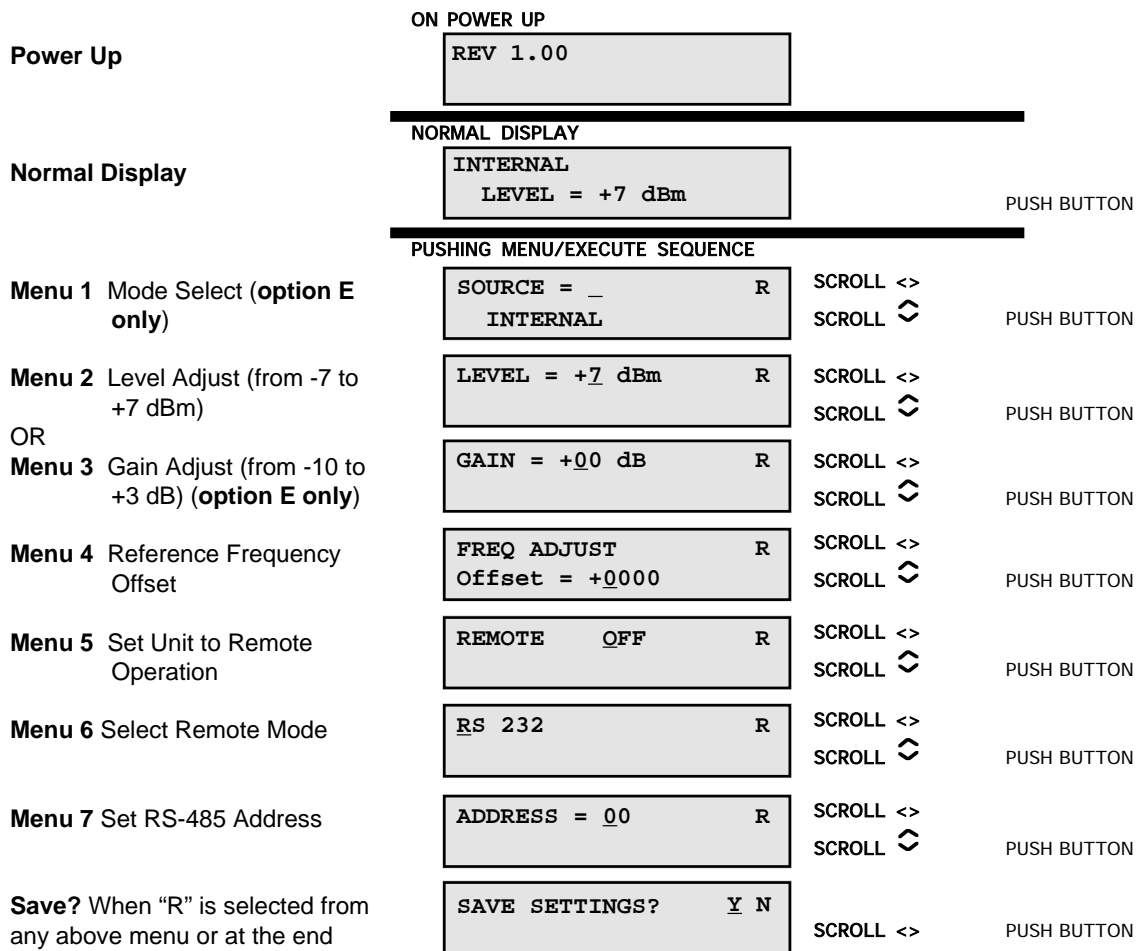 ON POWER UP
Power Up
REV 1.00
NORMAL DISPLAY
Normal Display
INTERNAL
LEVEL = +7 dBm
PUSH BUTTON
PUSHING MENU/EXECUTE SEQUENCE
Menu 1 Mode Select (option E
only)
SOURCE = _ R
INTERNAL
SCROLL <>
SCROLL
PUSH BUTTON
Menu 2 Level Adjust (from -7 to
+7 dBm)
LEVEL = +7 dBm R
SCROLL <>
SCROLL
PUSH BUTTON
OR
Menu 3 Gain Adjust (from -10 to
+3 dB) (option E only)
GAIN = +00 dB R
SCROLL <>
SCROLL
PUSH BUTTON
Menu 4 Reference Frequency
Offset
FREQ ADJUST R
Offset = +0000
SCROLL <>
SCROLL
PUSH BUTTON
Menu 5 Set Unit to Remote
Operation
REMOTE OFF R
SCROLL <>
SCROLL
PUSH BUTTON
Menu 6 Select Remote Mode
RS 232 R
SCROLL <>
SCROLL
PUSH BUTTON
Menu 7 Set RS-485 Address
ADDRESS = 00 R
SCROLL <>
SCROLL
PUSH BUTTON
Save? When “R” is selected from
any above menu or at the end
SAVE SETTINGS? Y N
SCROLL <>
PUSH BUTTON